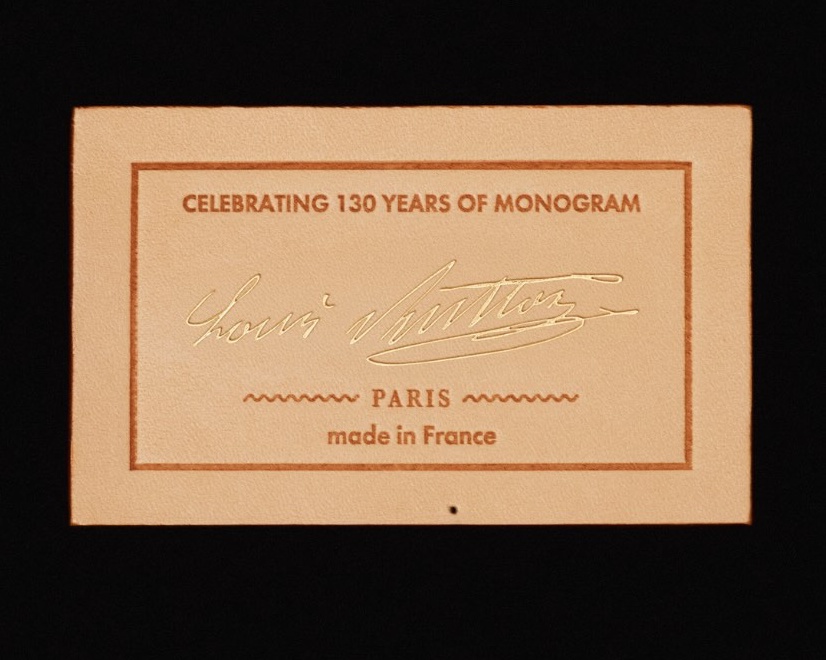 CELEBRATING 130 YEARS OF MONOGRAM
Louis Vuitton
PARIS
made in France